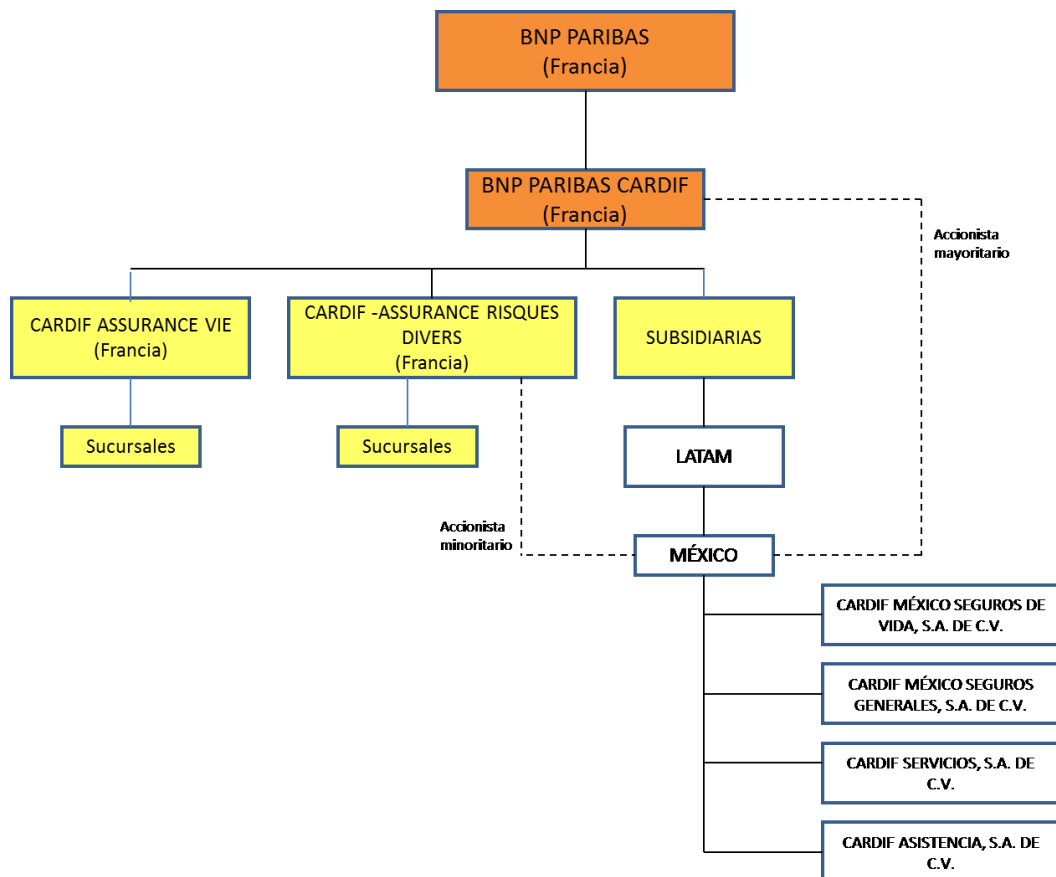 BNP PARIBAS
(Francia)
BNP PARIBAS CARDIF
(Francia)
Accionista
mayoritario
CARDIF ASSURANCE VIE
(Francia)
CARDIF -ASSURANCE RISQUES
DIVERS
(Francia)
SUBSIDIARIAS
Sucursales
Sucursales
LATAM
Accionista
minoritario
MÉXICO
CARDIF MÉXICO SEGUROS DE
VIDA, S.A. DE C.V.
CARDIF MÉXICO SEGUROS
GENERALES, S.A. DE C.V.
CARDIF SERVICIOS, S.A. DE
C.V.
CARDIF ASISTENCIA, S.A. DE
C.V.